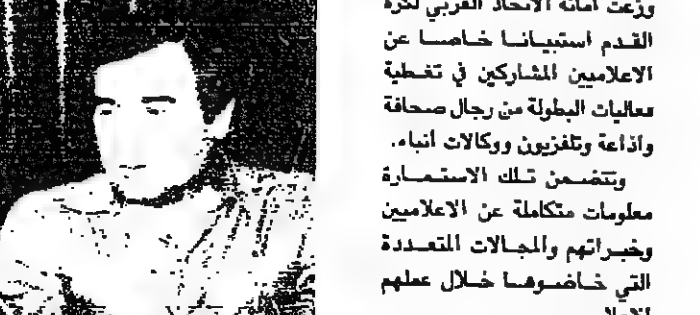 وزعت امانة الاتحاد العربي لكرة
القدم استبيانا خاصا عن
الاعلاميين المشاركين في تغطية
فعاليات البطولة من رجال صحافة
واذاعة وتلفزيون ووكالات انباء.
وتتضمن تلك الاستمارة
معلومات متكاملة عن الاعلاميين
وخبراتهم والمجالات المتعددة
التي خاضوها خلال عملهم